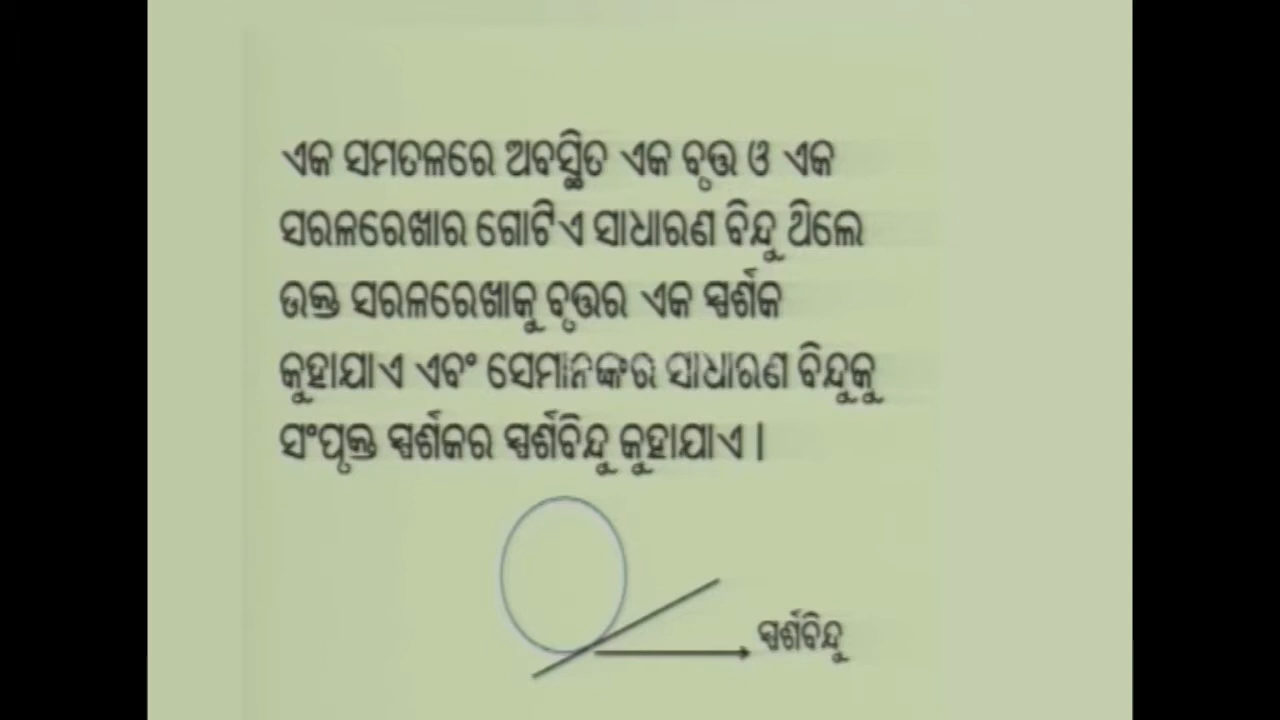 ଏକ ସମତଳରେ ଅବସ୍ଥିତ ଏକ ବୃତ୍ତ ଓ ଏକ
ସରଳରେଖାର ଗୋଟିଏ ସାଧାରଣ ବିନ୍ଦୁ ଥିଲେ
ଉକ୍ତ ସରଳରେଖାକୁ ବୃତ୍ତର ଏକ ସ୍ପର୍ଶକ
କୁହାଯାଏ ଏବଂ ସେମାନଙ୍କର ସାଧାରଣ ବିନ୍ଦୁକୁ
ସଂପୃକ୍ତ ସ୍ପର୍ଶକର ସ୍ପର୍ଶବିନ୍ଦୁ କୁହାଯାଏ |
ସ୍ପର୍ଶବିନ୍ଦୁ